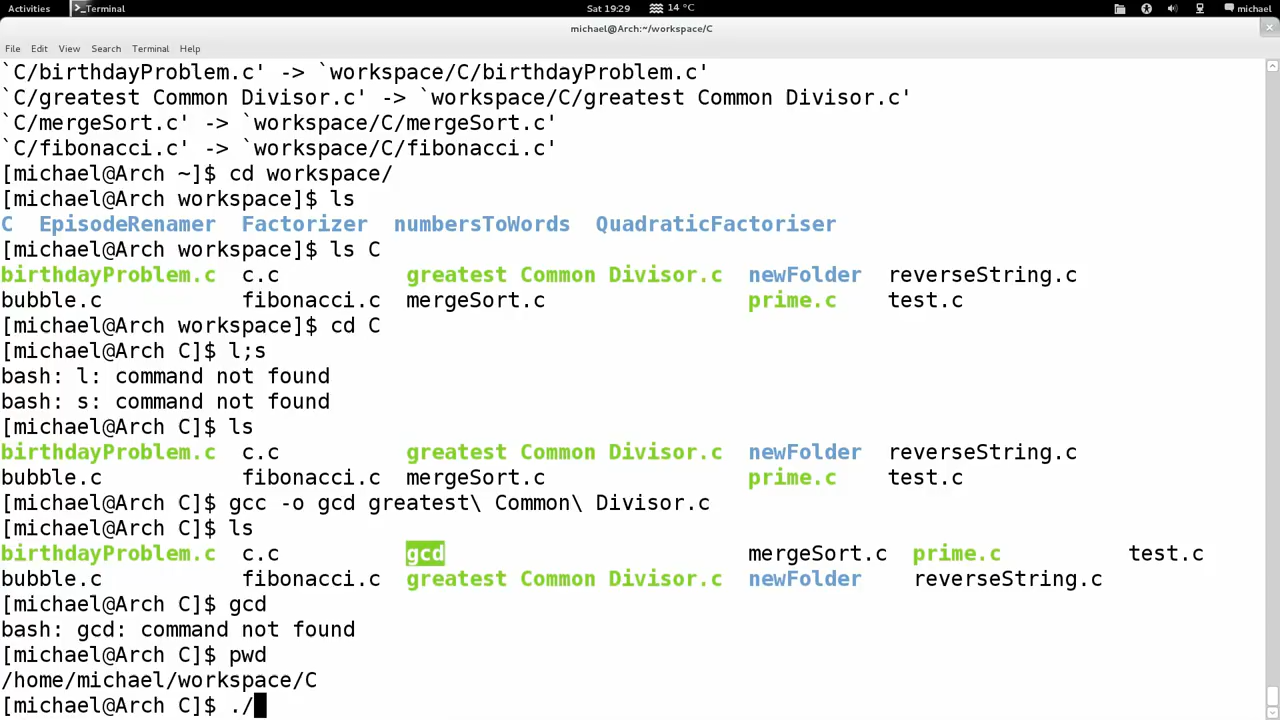 Activities >_Terminal Sat 19:29 14 °C michael
michael@Arch:~/workspace/C
File Edit View Search Terminal Help
`C/birthdayProblem.c' -> `workspace/C/birthdayProblem.c'
`C/greatest Common Divisor.c' -> `workspace/C/greatest Common Divisor.c'
`C/mergeSort.c' -> `workspace/C/mergeSort.c'
`C/fibonacci.c' -> `workspace/C/fibonacci.c'
[michael@Arch ~]$ cd workspace/
[michael@Arch workspace]$ ls
C EpisodeRenamer Factorizer numbersToWords QuadraticFactoriser
[michael@Arch workspace]$ ls C
birthdayProblem.c c.c greatest Common Divisor.c newFolder reverseString.c
bubble.c fibonacci.c mergeSort.c prime.c test.c
[michael@Arch workspace]$ cd C
[michael@Arch C]$ l;s
bash: l: command not found
bash: s: command not found
[michael@Arch C]$ ls
birthdayProblem.c c.c greatest Common Divisor.c newFolder reverseString.c
bubble.c fibonacci.c mergeSort.c prime.c test.c
[michael@Arch C]$ gcc -o gcd greatest\ Common\ Divisor.c
[michael@Arch C]$ ls
birthdayProblem.c c.c gcd mergeSort.c prime.c test.c
bubble.c fibonacci.c greatest Common Divisor.c newFolder reverseString.c
[michael@Arch C]$ gcd
bash: gcd: command not found
[michael@Arch C]$ pwd
/home/michael/workspace/C
[michael@Arch C]$ ./